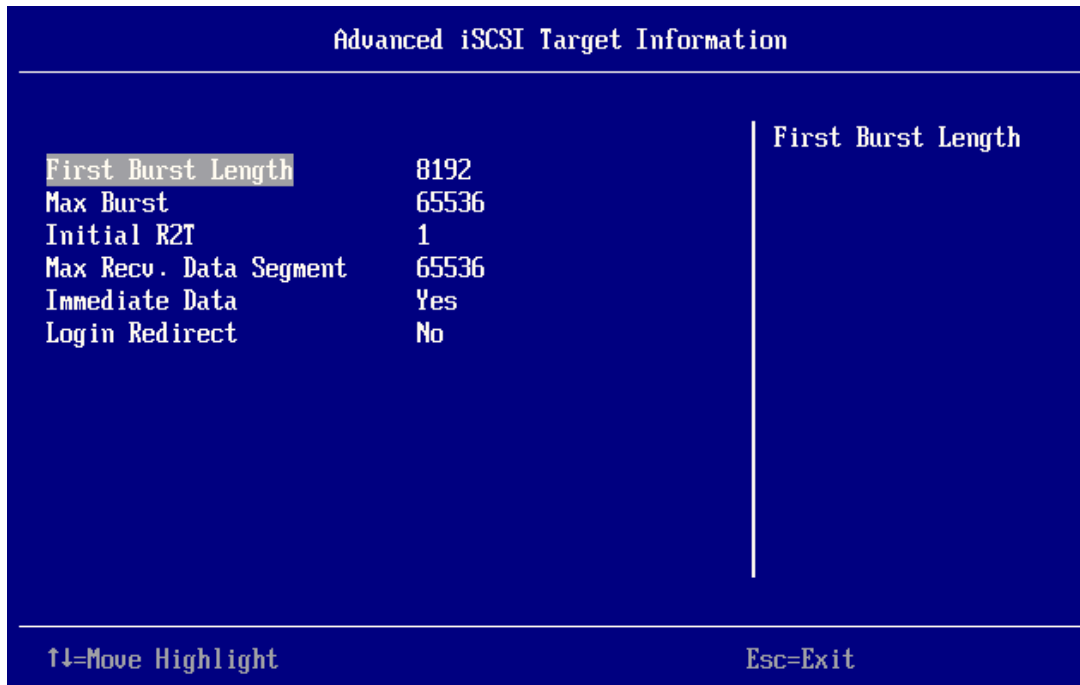 Advanced iSCSI Target Information
First Burst Length
First Burst Length 8192
Max Burst 65536
Initial R2T 1
Max Recv. Data Segment 65536
Immediate Data Yes
Login Redirect No
↑↓=Move Highlight Esc=Exit